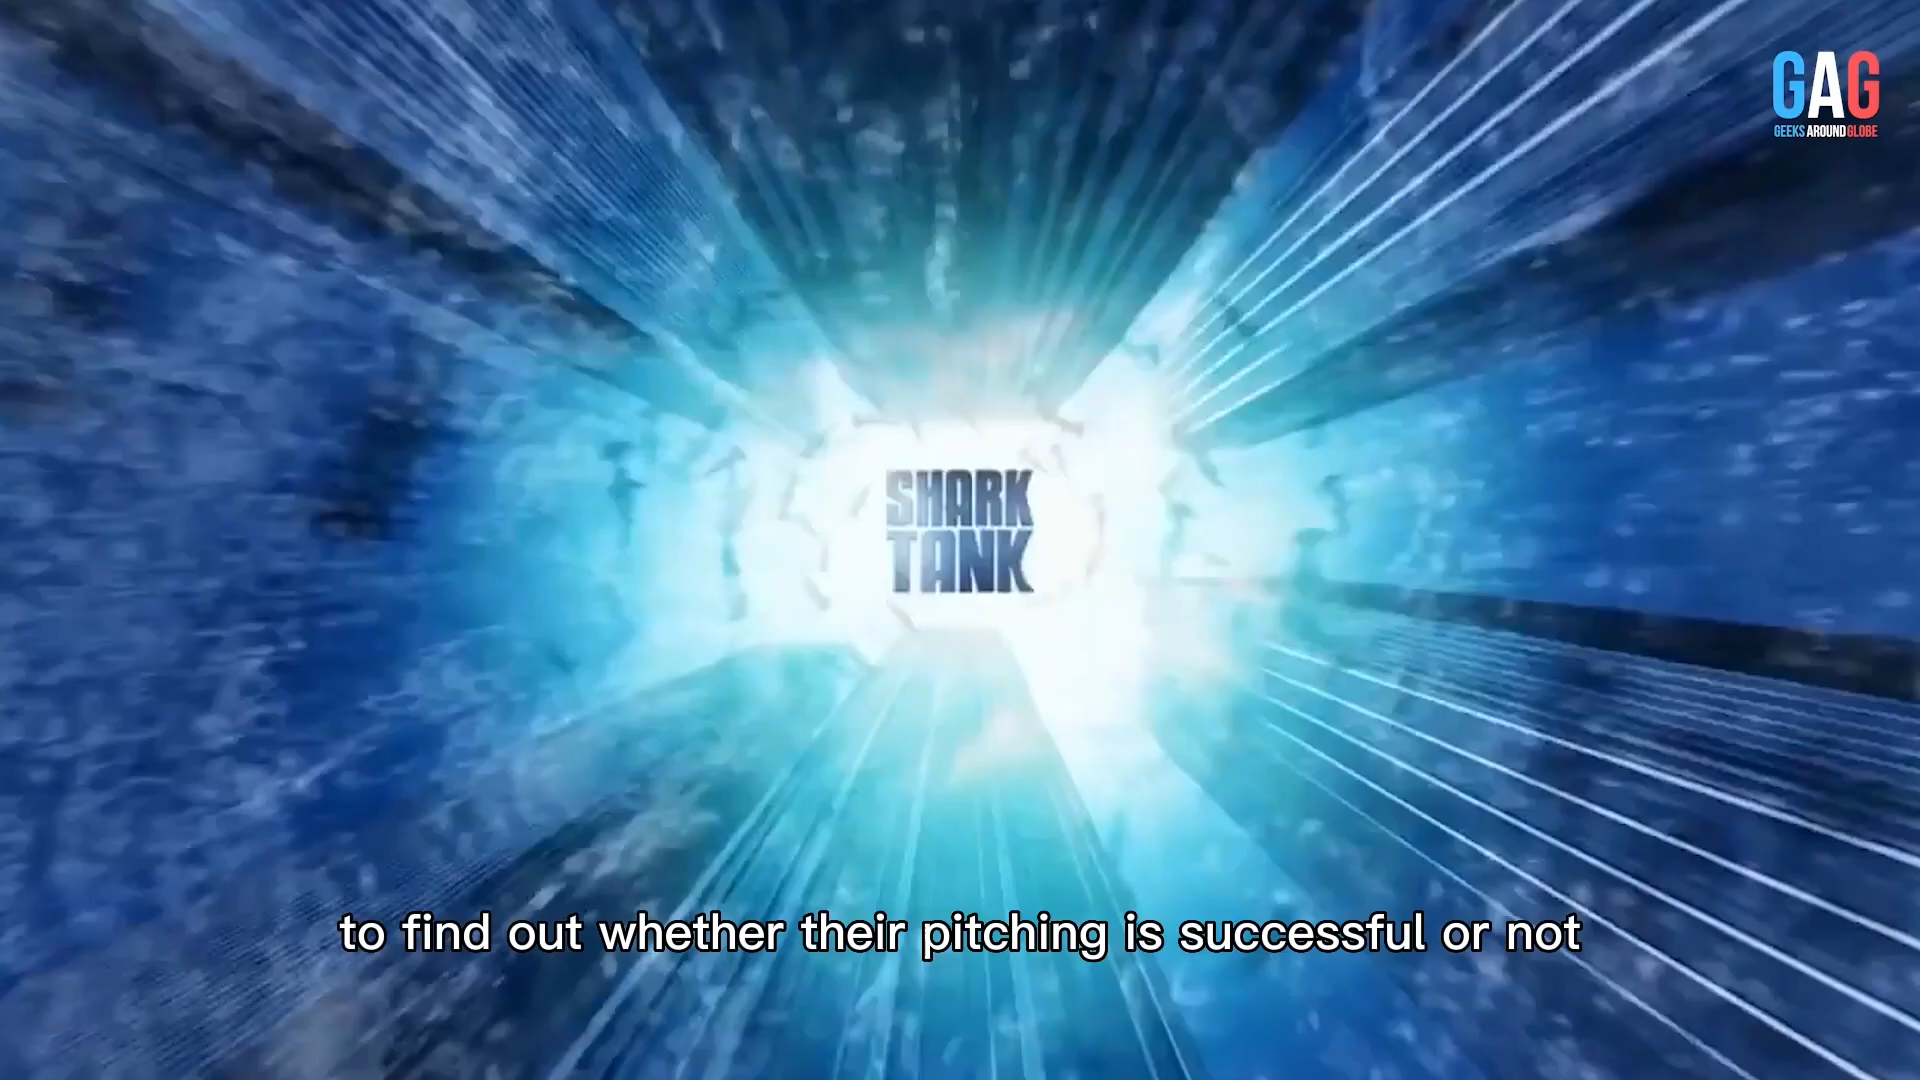 GAG
GEEKS AROUND GLOBE
SHARK
TANK
to find out whether their pitching is successful or not